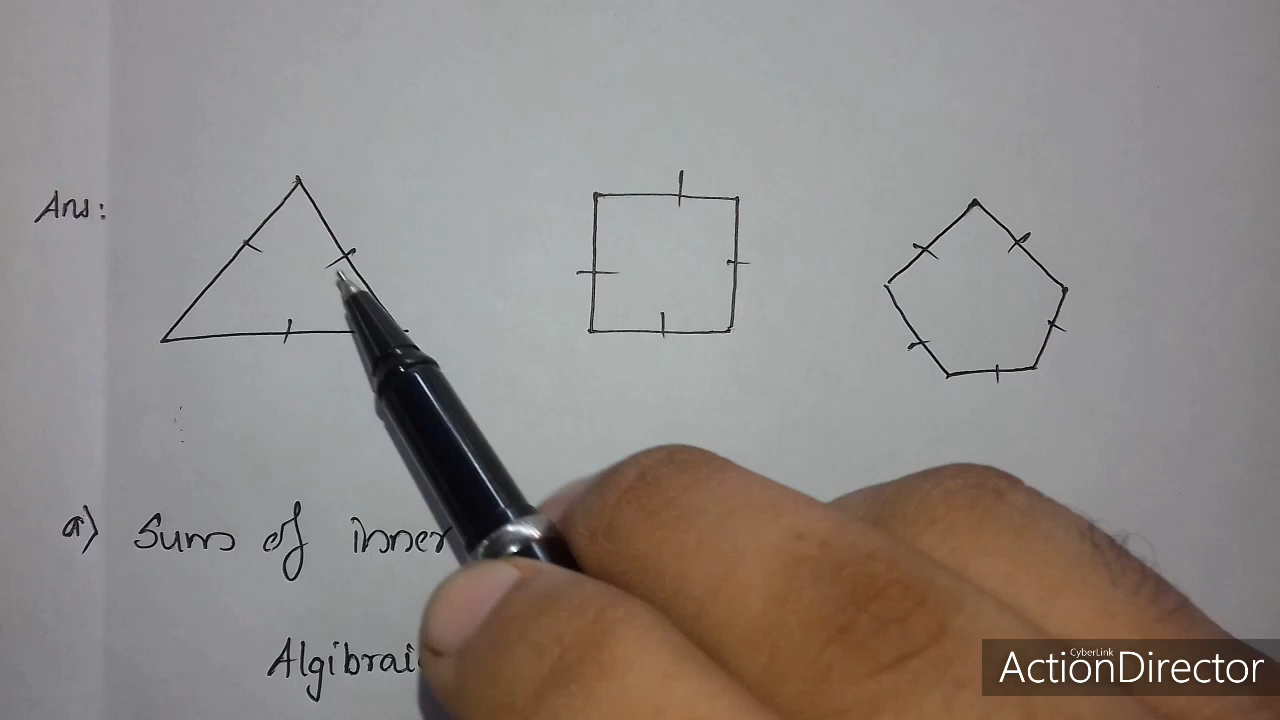 Ans:
a) Sum of inner
Algibrai
CyberLink
ActionDirector